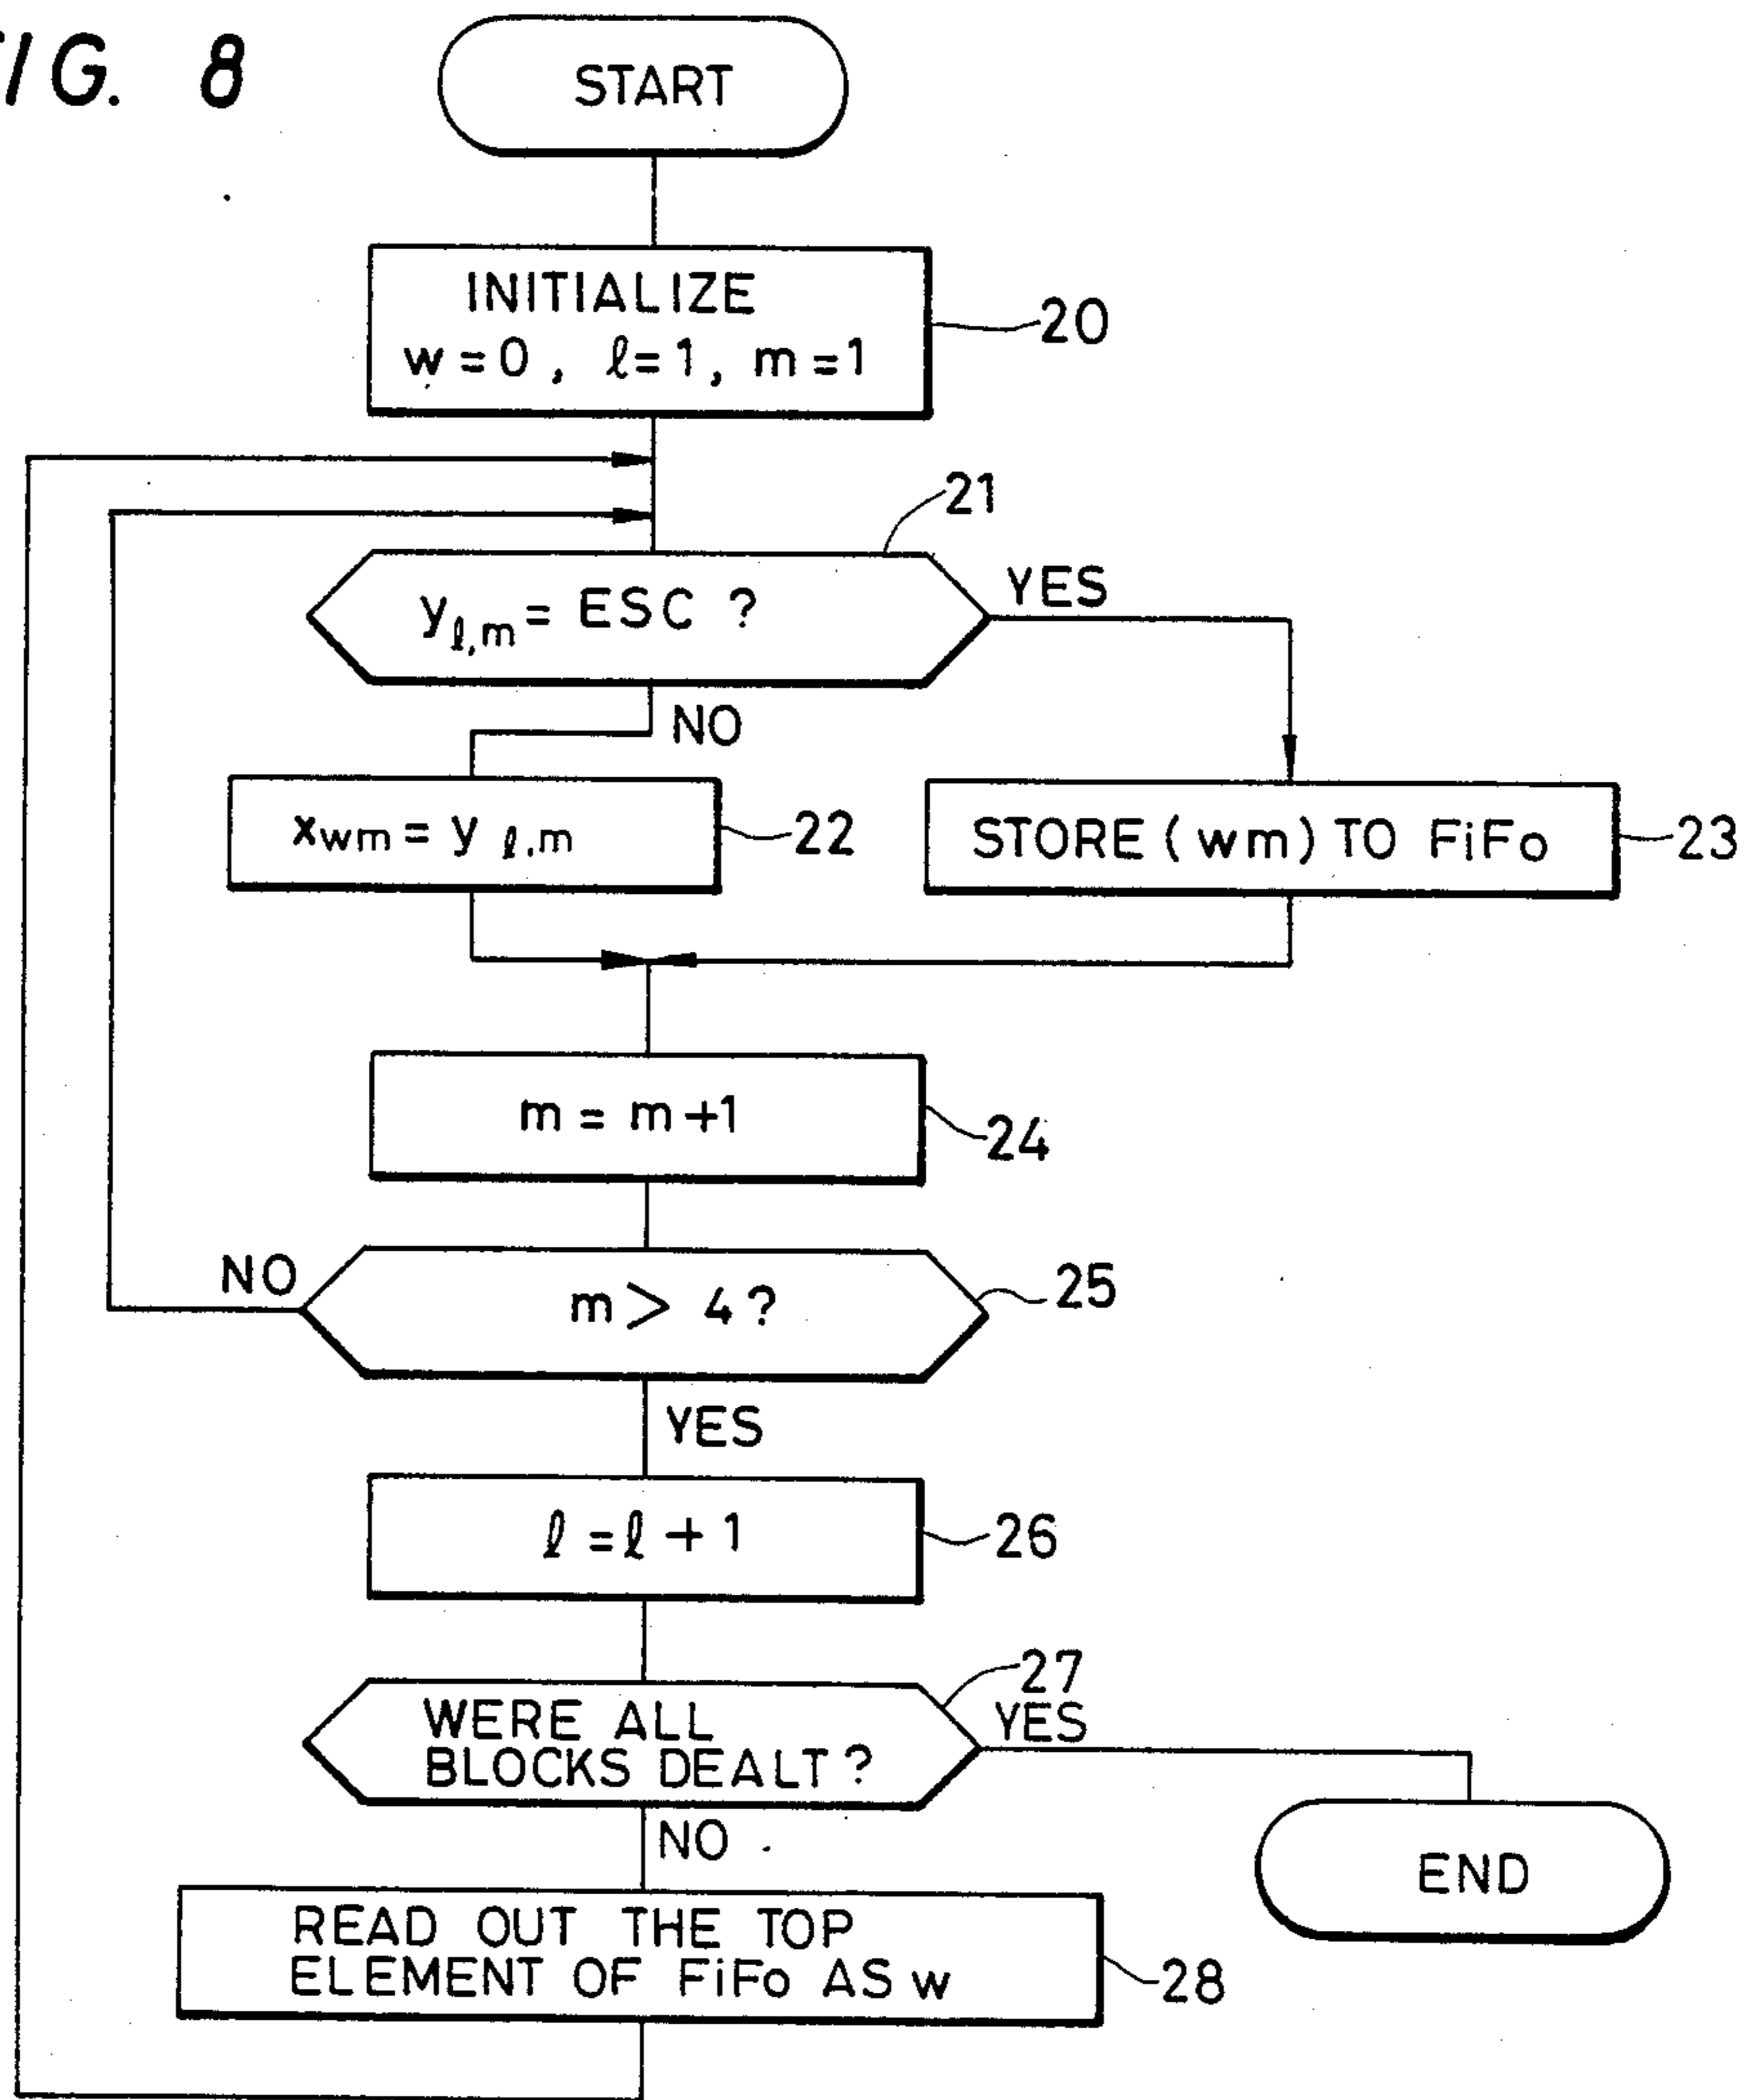 FIG. 8
START
INITIALIZE
w=0, ℓ=1, m=1
20
21
yℓ,m = ESC ?
YES
NO
xwm = y ℓ,m
22
STORE (wm) TO FiFo
23
m = m+1
24
NO
m > 4?
25
YES
ℓ = ℓ + 1
26
27
WERE ALL
BLOCKS DEALT?
YES
NO
END
READ OUT THE TOP
ELEMENT OF FiFo AS w
28